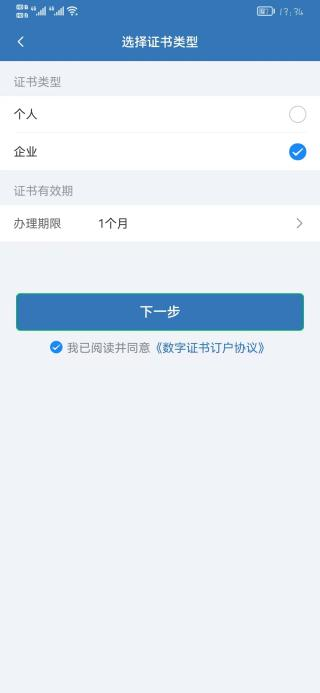 选择证书类型
证书类型
个人
企业
证书有效期
办理期限 1个月
下一步
我已阅读并同意《数字证书订户协议》